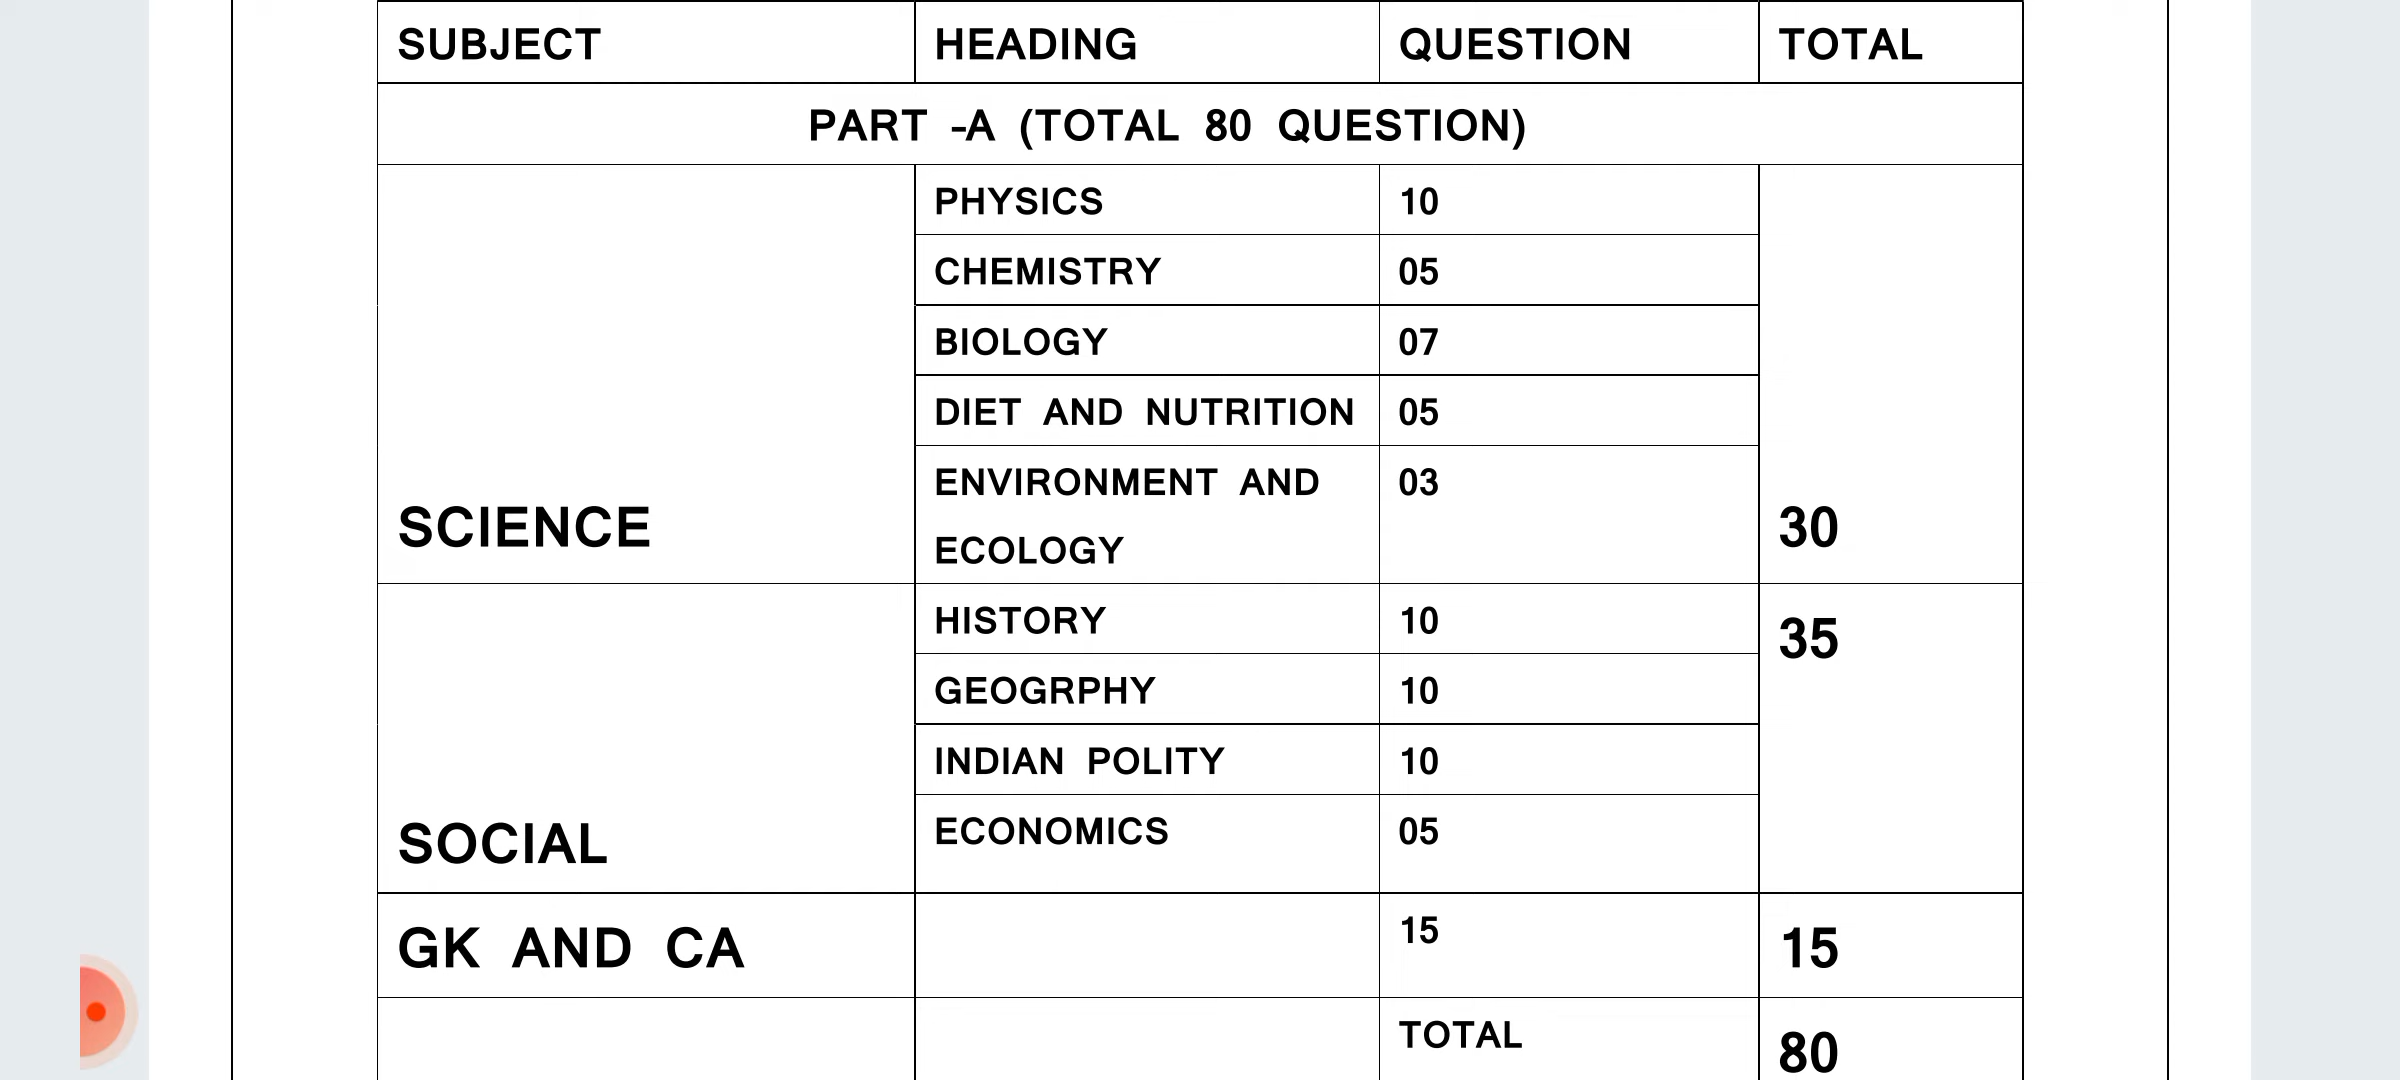 SUBJECT HEADING QUESTION TOTAL
PART -A (TOTAL 80 QUESTION)
PHYSICS 10
CHEMISTRY 05
BIOLOGY 07
DIET AND NUTRITION 05
ENVIRONMENT AND 03
SCIENCE 30
ECOLOGY
HISTORY 10 35
GEOGRPHY 10
INDIAN POLITY 10
ECONOMICS 05
SOCIAL
GK AND CA 15 15
TOTAL 80